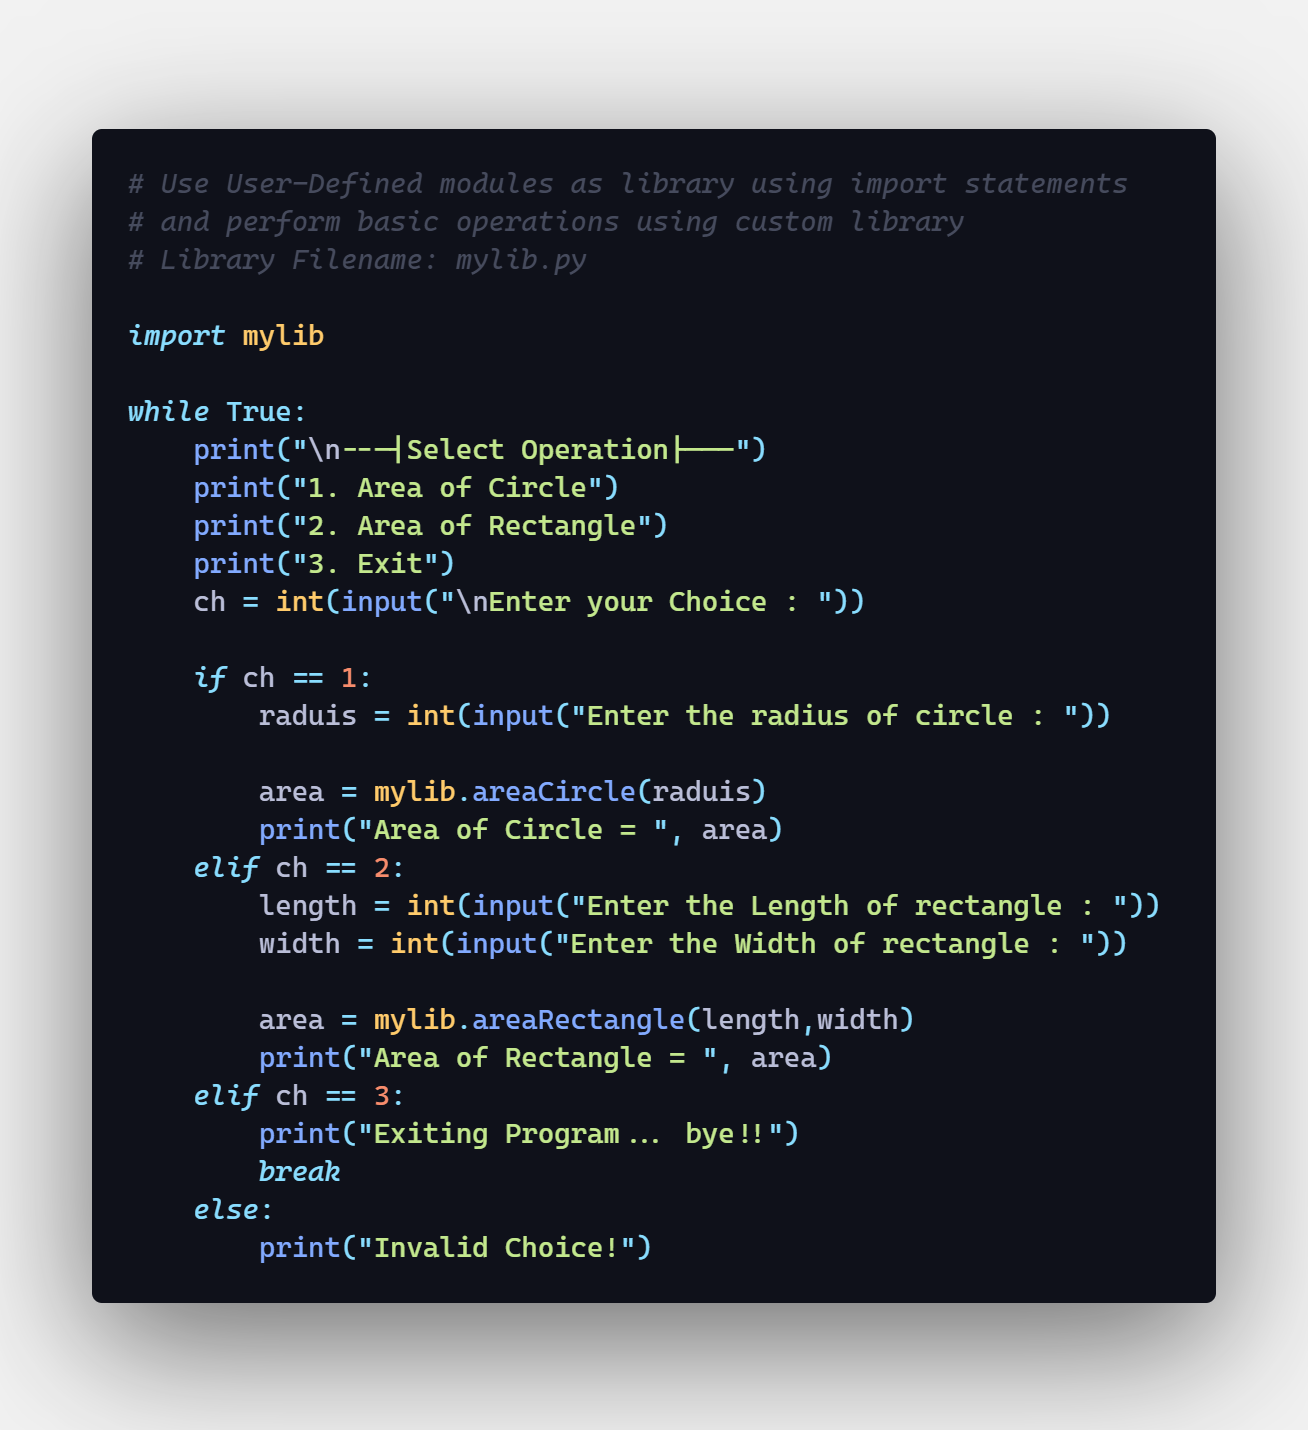 # Use User-Defined modules as library using import statements
# and perform basic operations using custom library
# Library Filename: mylib.py
import mylib
while True:
    print("\n---|Select Operation|---")
    print("1. Area of Circle")
    print("2. Area of Rectangle")
    print("3. Exit")
    ch = int(input("\nEnter your Choice : "))
    if ch == 1:
        raduis = int(input("Enter the radius of circle : "))
        area = mylib.areaCircle(raduis)
        print("Area of Circle = ", area)
    elif ch == 2:
        length = int(input("Enter the Length of rectangle : "))
        width = int(input("Enter the Width of rectangle : "))
        area = mylib.areaRectangle(length,width)
        print("Area of Rectangle = ", area)
    elif ch == 3:
        print("Exiting Program... bye!!")
        break
    else:
        print("Invalid Choice!")